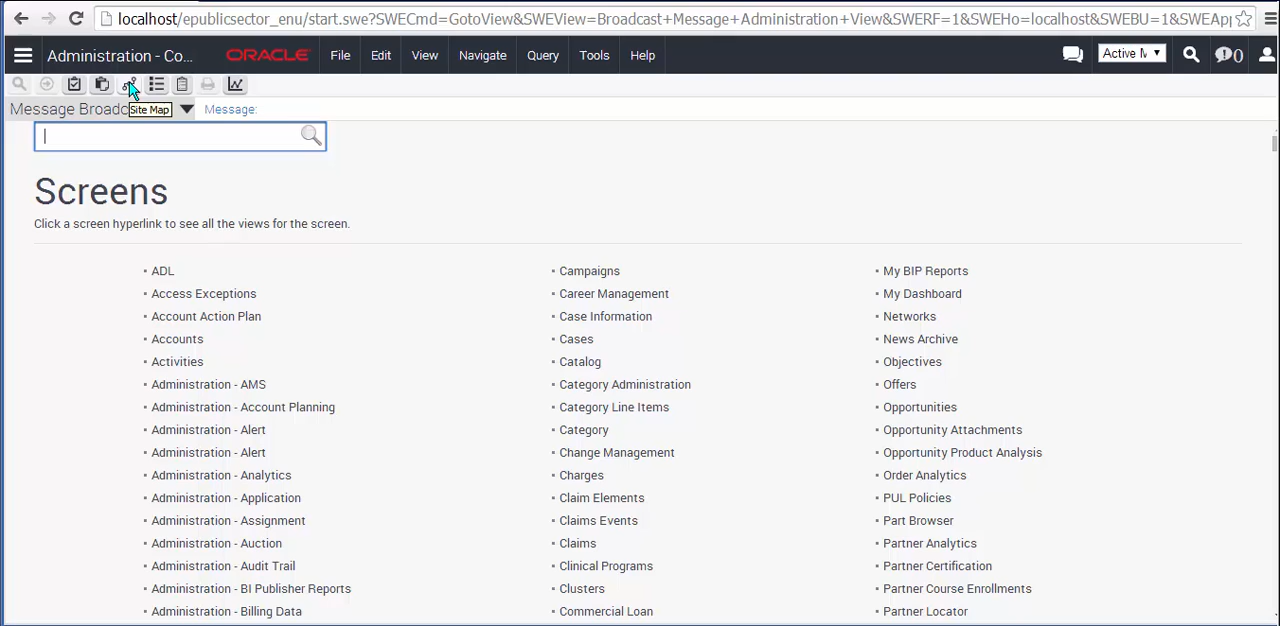 localhost/epublicsector_enu/start.swe?SWECmd=GotoView&SWEView=Broadcast+Message+Administration+View&SWERF=1&SWEHo=localhost&SWEBU=1&SWEAp
Administration - Co... ORACLE File Edit View Navigate Query Tools Help Active 0
Message Broadc Site Map Message:
Screens
Click a screen hyperlink to see all the views for the screen.
ADL Campaigns My BIP Reports
Access Exceptions Career Management My Dashboard
Account Action Plan Case Information Networks
Accounts Cases News Archive
Activities Catalog Objectives
Administration - AMS Category Administration Offers
Administration - Account Planning Category Line Items Opportunities
Administration - Alert Category Opportunity Attachments
Administration - Alert Change Management Opportunity Product Analysis
Administration - Analytics Charges Order Analytics
Administration - Application Claim Elements PUL Policies
Administration - Assignment Claims Events Part Browser
Administration - Auction Claims Partner Analytics
Administration - Audit Trail Clinical Programs Partner Certification
Administration - BI Publisher Reports Clusters Partner Course Enrollments
Administration - Billing Data Commercial Loan Partner Locator